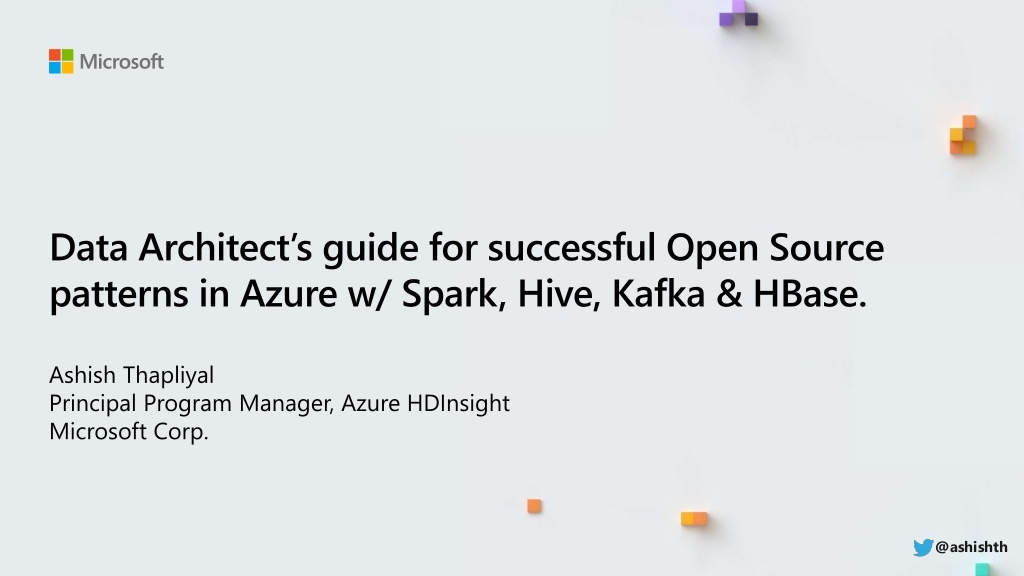 Microsoft
Data Architect’s guide for successful Open Source
patterns in Azure w/ Spark, Hive, Kafka & HBase.
Ashish Thapliyal
Principal Program Manager, Azure HDInsight
Microsoft Corp.
@ashishth